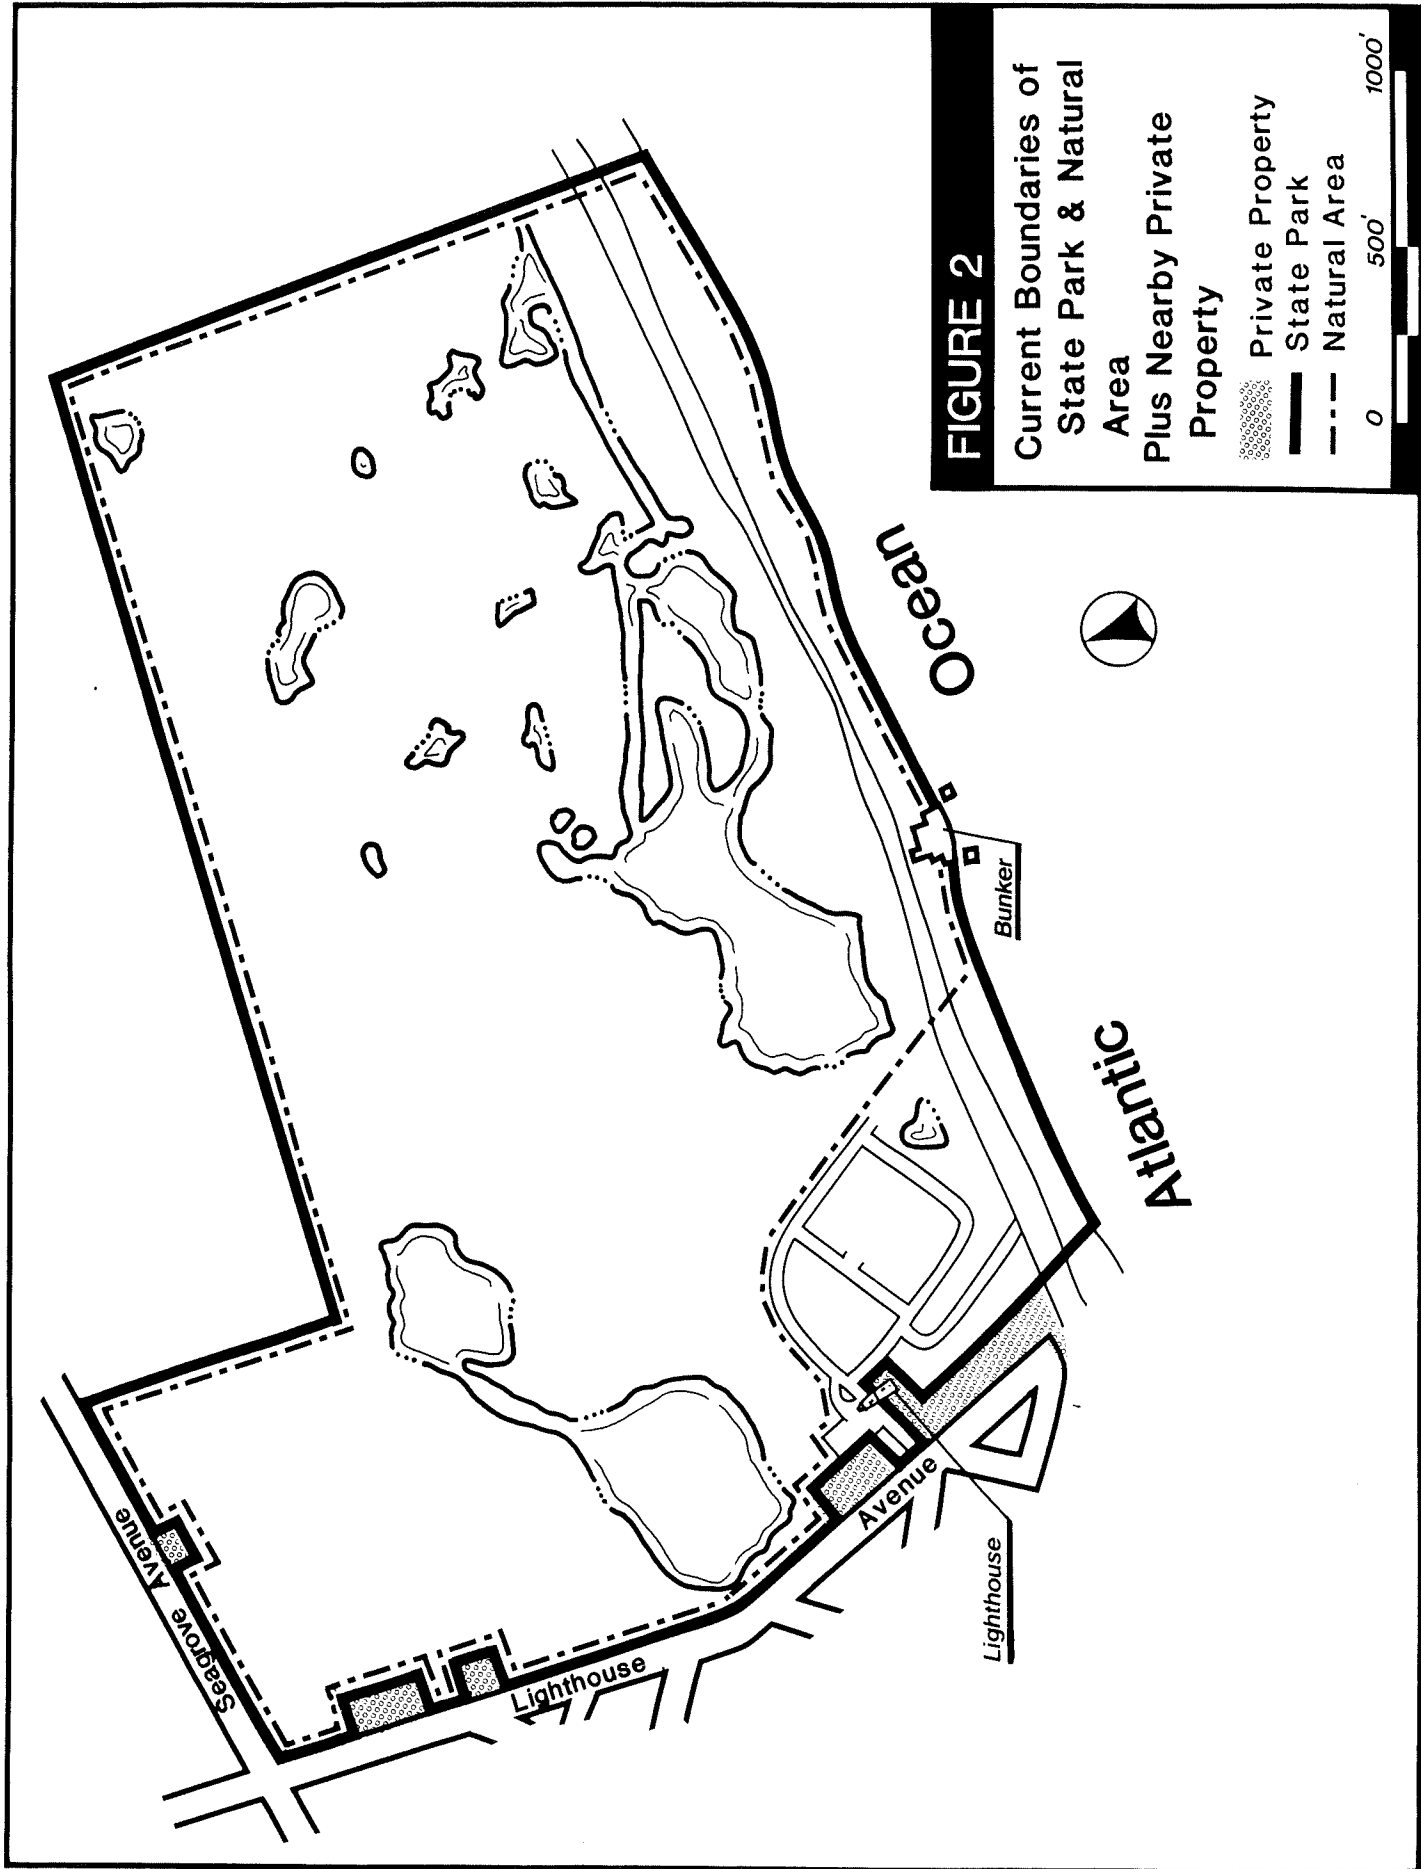 Seagrove Avenue
Lighthouse Avenue
Lighthouse
Bunker
Atlantic Ocean
FIGURE 2
Current Boundaries of
State Park & Natural
Area
Plus Nearby Private
Property
Private Property
State Park
Natural Area
0 500' 1000'